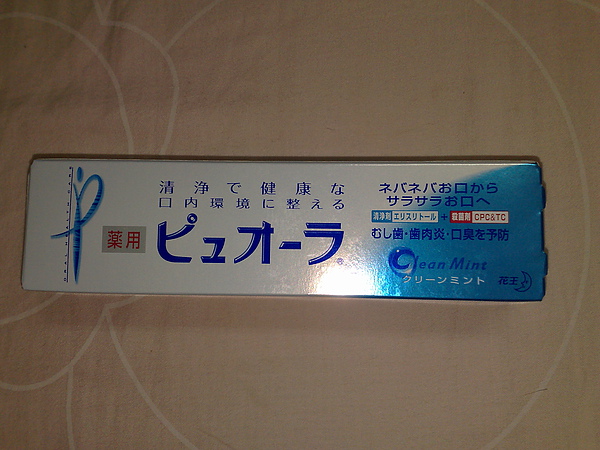 清浄で健康な
口内環境に整える
薬用
ピュオーラ
ネバネバお口から
サラサラお口へ
清浄剤 エリスリトール + 殺菌剤 CPC&TC
むし歯・歯肉炎・口臭を予防
Clean Mint
クリーンミント
花王